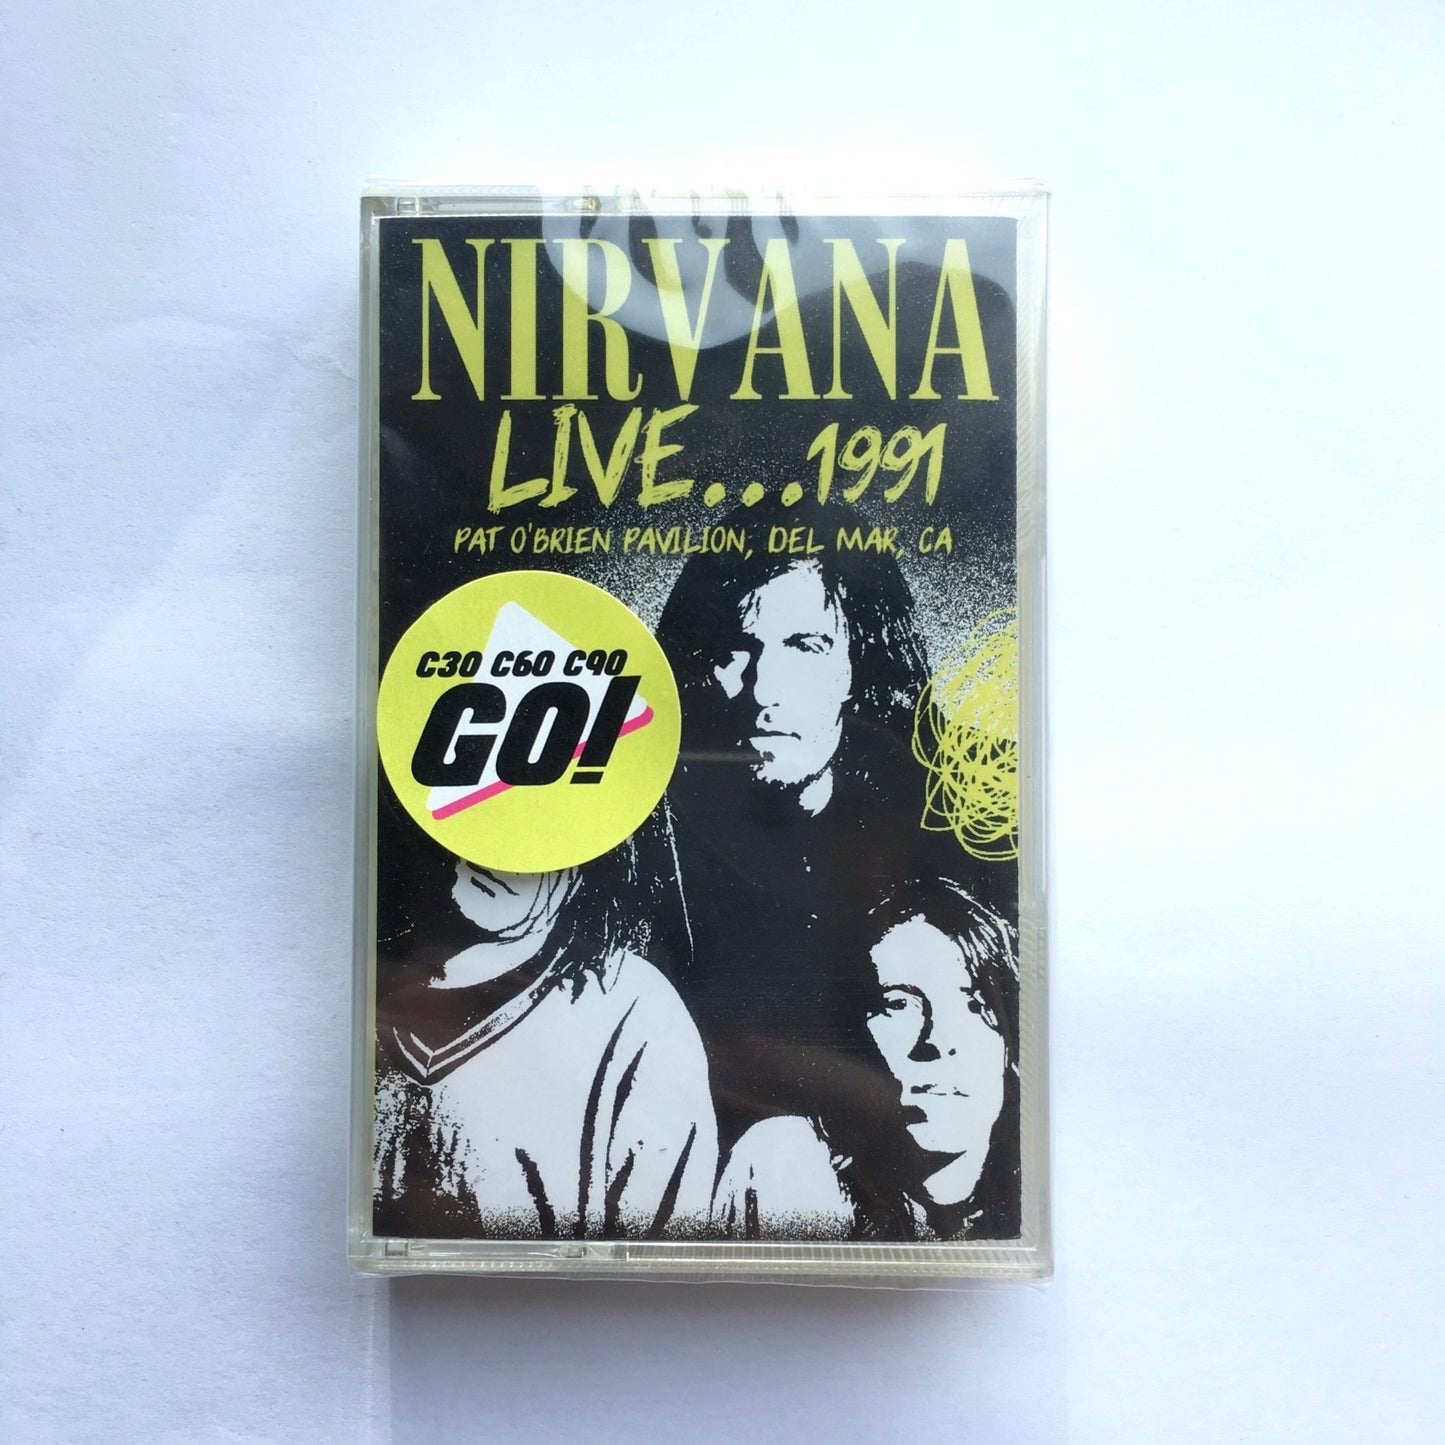 NIRVANA
LIVE...1991
PAT O'BRIEN PAVILION, DEL MAR, CA
C30 C60 C90
GO!